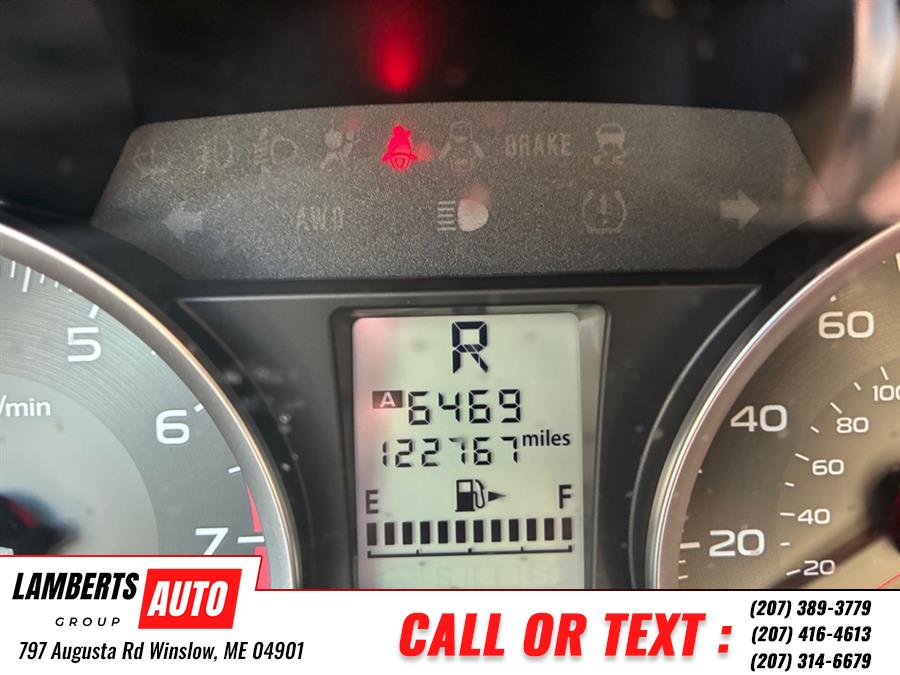 BRAKE
AWD
5
/min
6
7
R
A 6469
122767 miles
E F
60
40
20
100
80
60
40
20
LAMBERTS
GROUP
AUTO
797 Augusta Rd Winslow, ME 04901
CALL OR TEXT :
(207) 389-3779
(207) 416-4613
(207) 314-6679